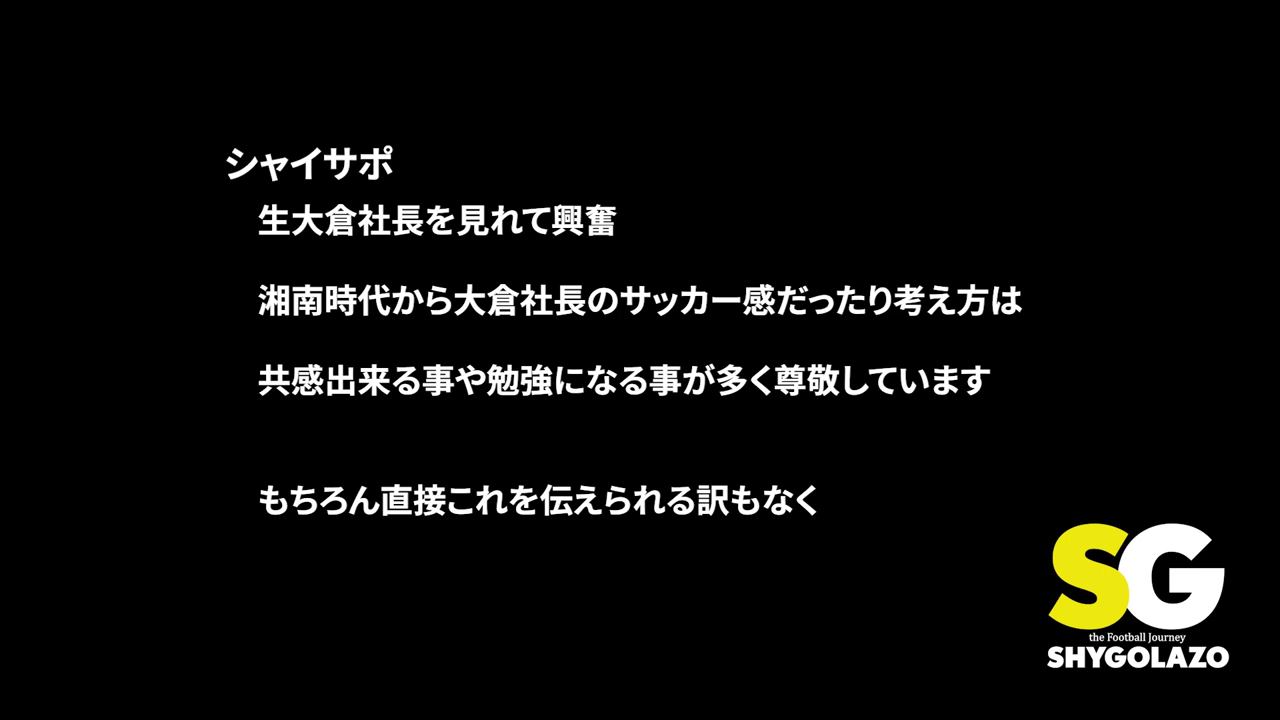 シャイサポ
生大倉社長を見れて興奮
湘南時代から大倉社長のサッカー感だったり考え方は
共感出来る事や勉強になる事が多く尊敬しています
もちろん直接これを伝えられる訳もなく
SG
the Football Journey
SHYGOLAZO